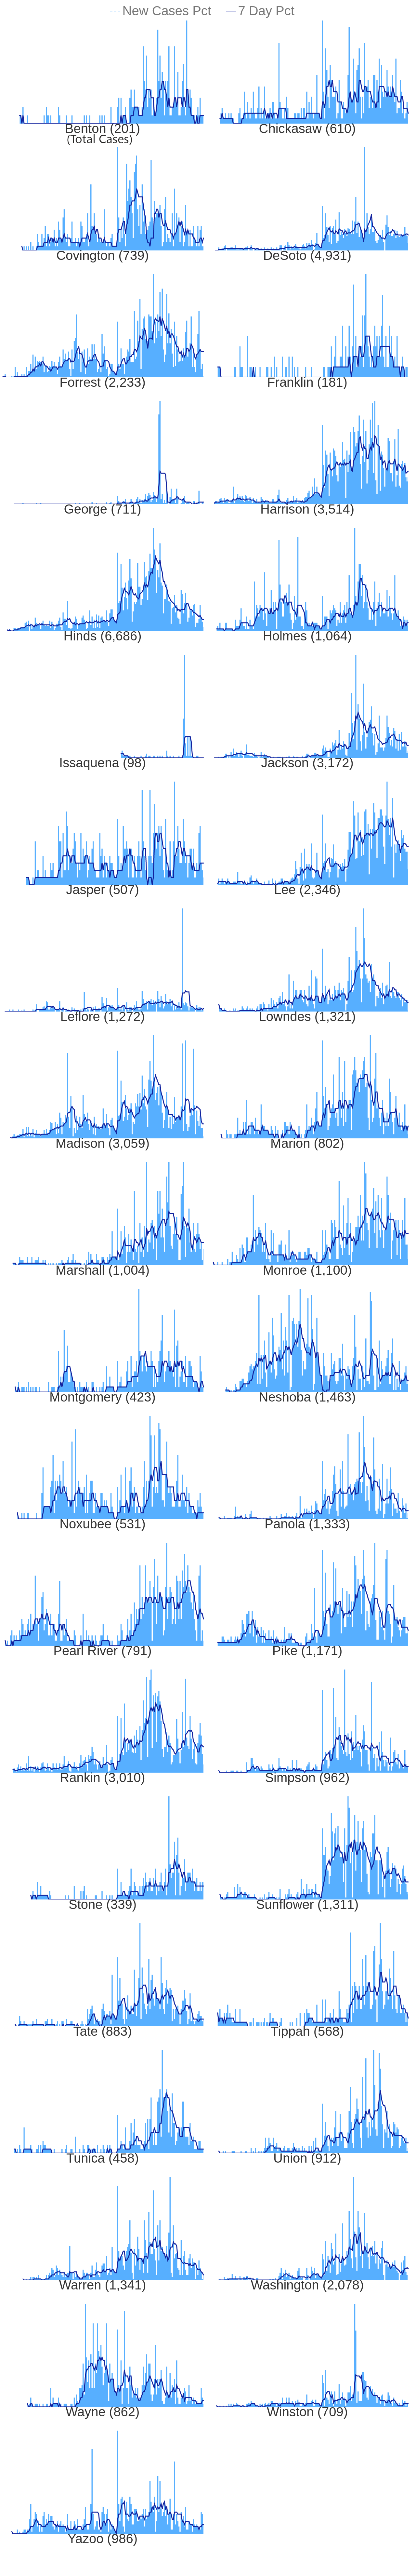 New Cases Pct 7 Day Pct
Benton (201) Chickasaw (610)
(Total Cases)
Covington (739) DeSoto (4,931)
Forrest (2,233) Franklin (181)
George (711) Harrison (3,514)
Hinds (6,686) Holmes (1,064)
Issaquena (98) Jackson (3,172)
Jasper (507) Lee (2,346)
Leflore (1,272) Lowndes (1,321)
Madison (3,059) Marion (802)
Marshall (1,004) Monroe (1,100)
Montgomery (423) Neshoba (1,463)
Noxubee (531) Panola (1,333)
Pearl River (791) Pike (1,171)
Rankin (3,010) Simpson (962)
Stone (339) Sunflower (1,311)
Tate (883) Tippah (568)
Tunica (458) Union (912)
Warren (1,341) Washington (2,078)
Wayne (862) Winston (709)
Yazoo (986)